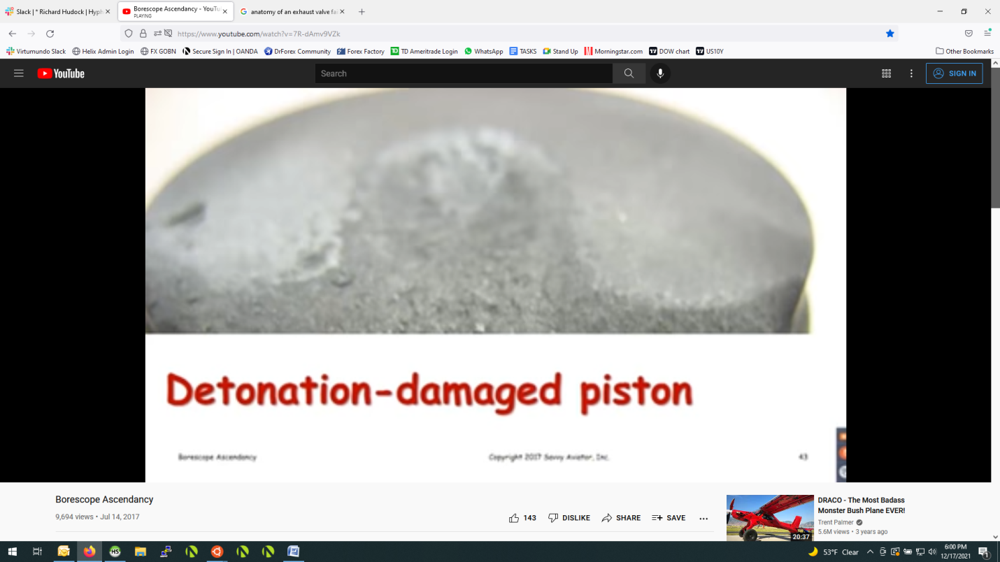 Slack | * Richard Hudock | Hyph
Borescope Ascendancy - YouTu
PLAYING
anatomy of an exhaust valve fai
https://www.youtube.com/watch?v=7R-dAmv9VZk
Virtumundo Slack
Helix Admin Login
FX GOBN
Secure Sign In | OANDA
DrForex Community
Forex Factory
TD Ameritrade Login
WhatsApp
TASKS
Stand Up
Morningstar.com
DOW chart
US10Y
Other Bookmarks
YouTube
Search
SIGN IN
Detonation-damaged piston
Borescope Ascendancy
Copyright 2017 Savvy Aviator, Inc.
43
Borescope Ascendancy
9,694 views • Jul 14, 2017
143
DISLIKE
SHARE
SAVE
20:37
DRACO - The Most Badass
Monster Bush Plane EVER!
Trent Palmer
5.6M views • 3 years ago
HS
53°F Clear
6:00 PM
12/17/2021
1